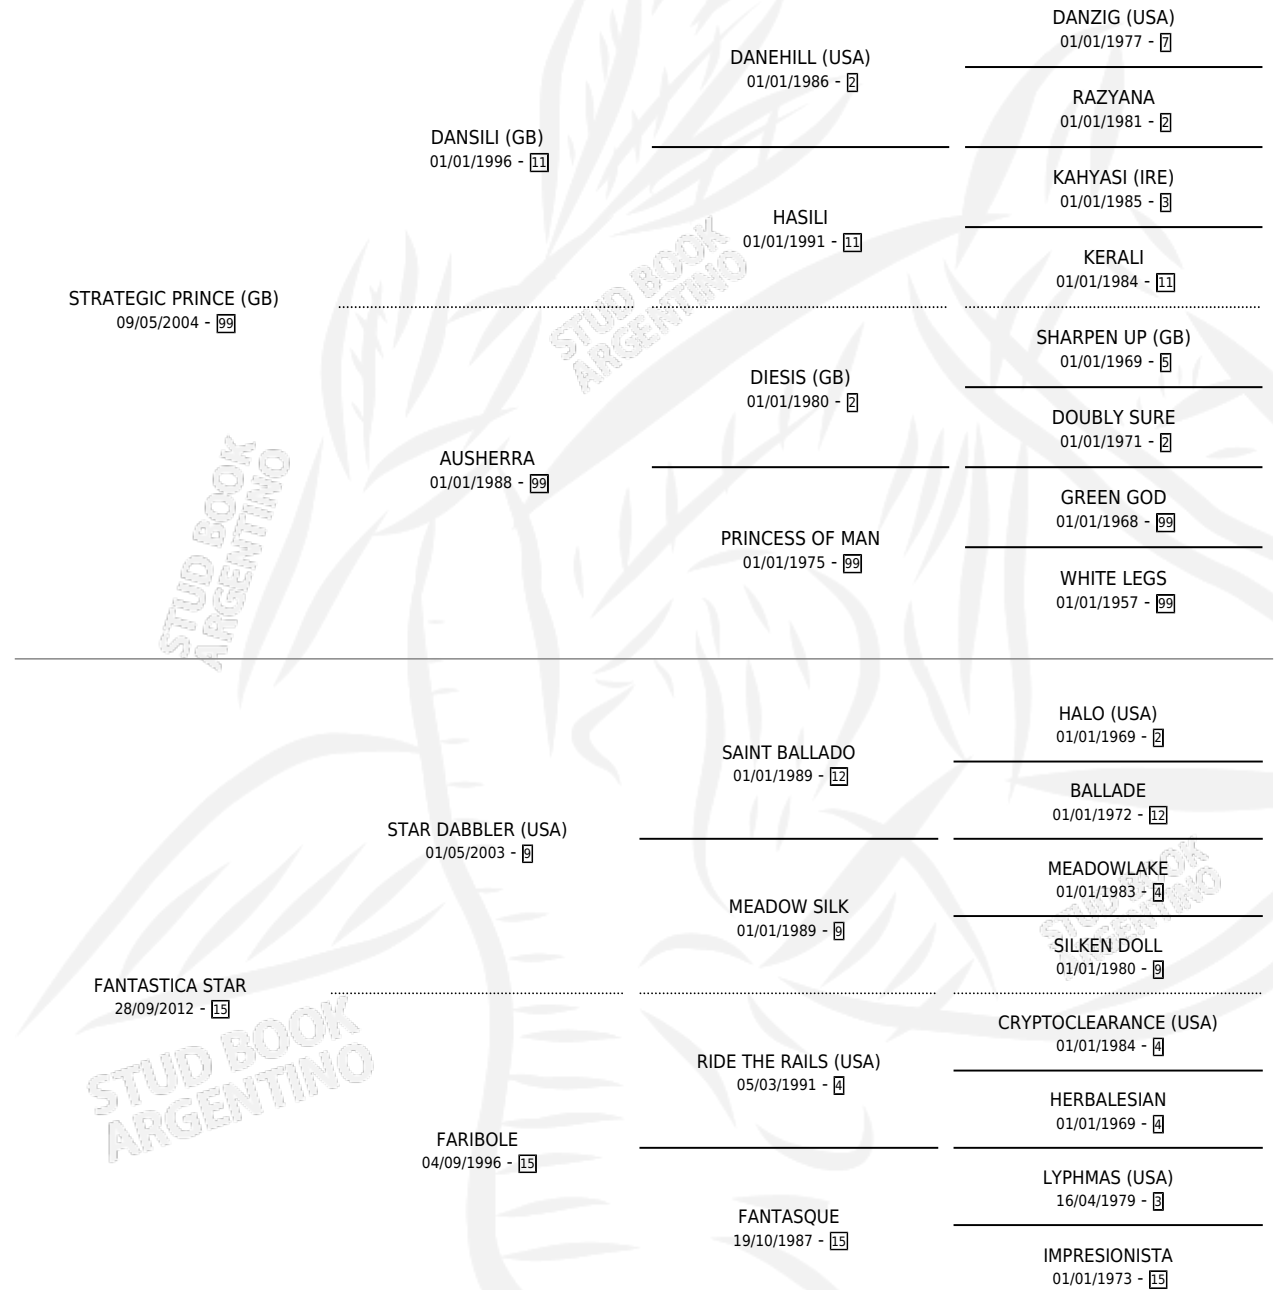 DANZIG (USA)
01/01/1977 - 7
DANEHILL (USA)
01/01/1986 - 2
RAZYANA
01/01/1981 - 2
DANSILI (GB)
01/01/1996 - 11
KAHYASI (IRE)
01/01/1985 - 3
HASILI
01/01/1991 - 11
KERALI
01/01/1984 - 11
STRATEGIC PRINCE (GB)
09/05/2004 - 99
SHARPEN UP (GB)
01/01/1969 - 5
DIESIS (GB)
01/01/1980 - 2
DOUBLY SURE
01/01/1971 - 2
AUSHERRA
01/01/1988 - 99
GREEN GOD
01/01/1968 - 99
PRINCESS OF MAN
01/01/1975 - 99
WHITE LEGS
01/01/1957 - 99
HALO (USA)
01/01/1969 - 2
SAINT BALLADO
01/01/1989 - 12
BALLADE
01/01/1972 - 12
STAR DABBLER (USA)
01/05/2003 - 9
MEADOWLAKE
01/01/1983 - 4
MEADOW SILK
01/01/1989 - 9
SILKEN DOLL
01/01/1980 - 9
FANTASTICA STAR
28/09/2012 - 15
CRYPTOCLEARANCE (USA)
01/01/1984 - 4
RIDE THE RAILS (USA)
05/03/1991 - 4
HERBALESIAN
01/01/1969 - 4
FARIBOLE
04/09/1996 - 15
LYPHMAS (USA)
16/04/1979 - 3
FANTASQUE
19/10/1987 - 15
IMPRESIONISTA
01/01/1973 - 15
STUD BOOK
ARGENTINO
STUD BOOK
ARGENTINO
STUD BOOK
ARGENTINO
STUD BOOK
ARGENTINO